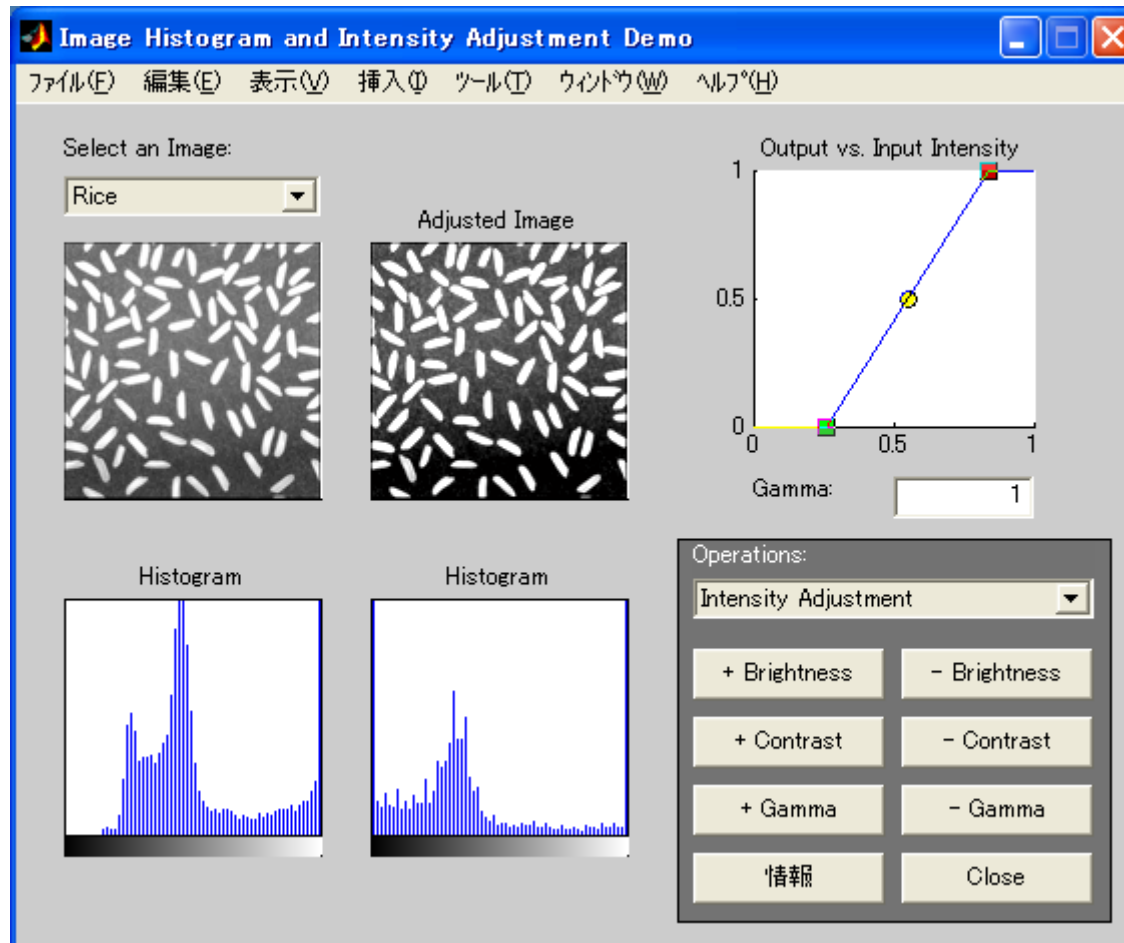 Image Histogram and Intensity Adjustment Demo
ﾌｧｲﾙ(F) 編集(E) 表示(V) 挿入(I) ﾂｰﾙ(T) ｳｨﾝﾄﾞｳ(W) ﾍﾙﾌﾟ(H)
Select an Image:
Rice
Adjusted Image
Output vs. Input Intensity
1
0.5
0
0 0.5 1
Gamma: 1
Histogram
Histogram
Operations:
Intensity Adjustment
+ Brightness - Brightness
+ Contrast - Contrast
+ Gamma - Gamma
情報 Close